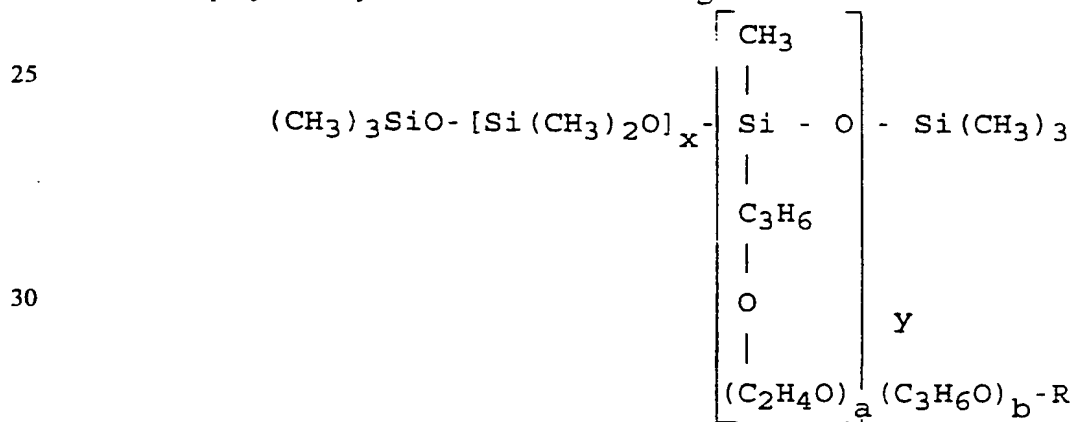 CH3
25
(CH3)3SiO-[Si(CH3)2O]x- Si - O - Si(CH3)3
C3H6
30
O
y
(C2H4O)a(C3H6O)b-R